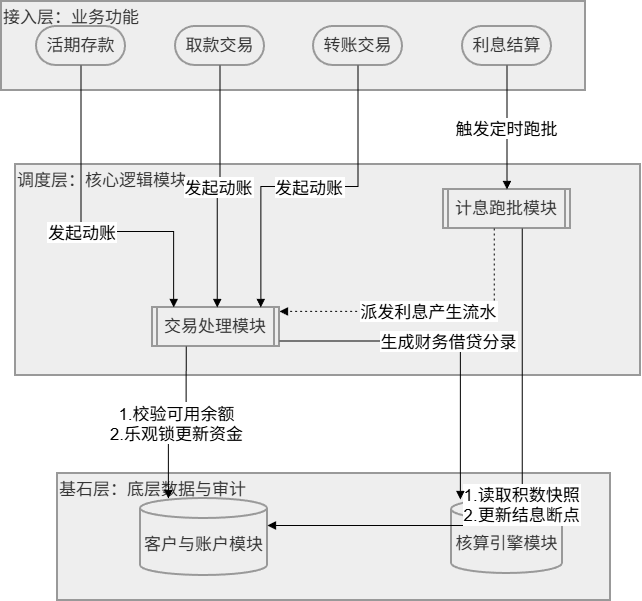 接入层：业务功能
活期存款
取款交易
转账交易
利息结算
触发定时跑批
调度层：核心逻辑模块
发起动账
发起动账
计息跑批模块
发起动账
派发利息产生流水
交易处理模块
生成财务借贷分录
1.校验可用余额
2.乐观锁更新资金
基石层：底层数据与审计
1.读取积数快照
2.更新结息断点
客户与账户模块
核算引擎模块